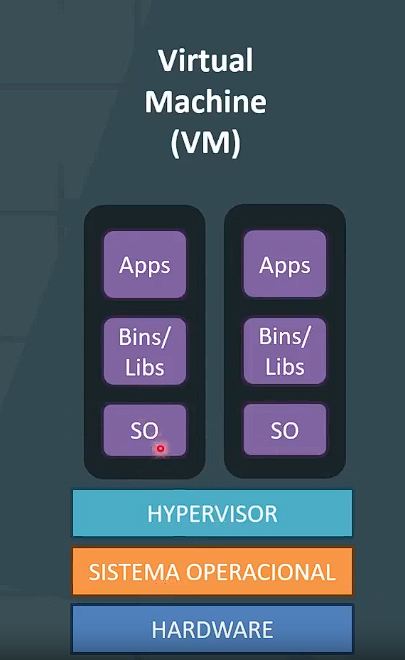 Virtual
Machine
(VM)
Apps
Bins/
Libs
SO
Apps
Bins/
Libs
SO
HYPERVISOR
SISTEMA OPERACIONAL
HARDWARE